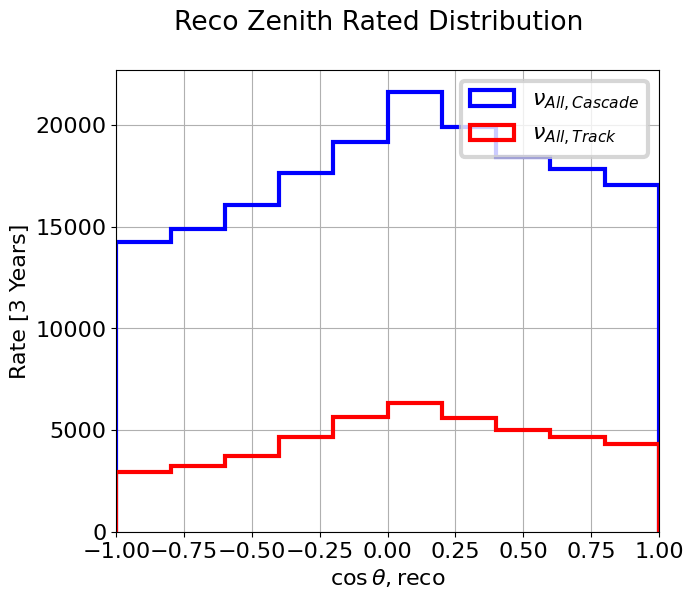 Reco Zenith Rated Distribution
ν_{All, Cascade}
ν_{All, Track}
Rate [3 Years]
20000
15000
10000
5000
0
−1.00 −0.75 −0.50 −0.25 0.00 0.25 0.50 0.75 1.00
cos θ, reco